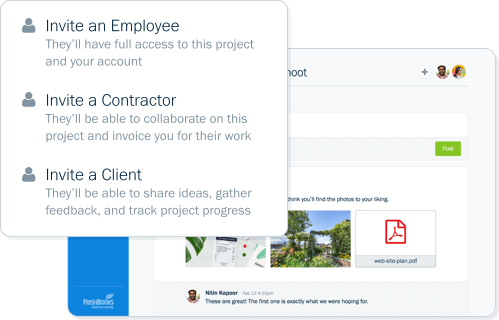 Invite an Employee
They'll have full access to this project
and your account
Invite a Contractor
They'll be able to collaborate on this
project and invoice you for their work
Invite a Client
They'll be able to share ideas, gather
feedback, and track project progress
hoot
Post
think you'll find the photos to your liking.
web-site-plan.pdf
Nitin Kapoor Feb 12 4:33pm
These are great! The first one is exactly what we were hoping for.
FreshBooks